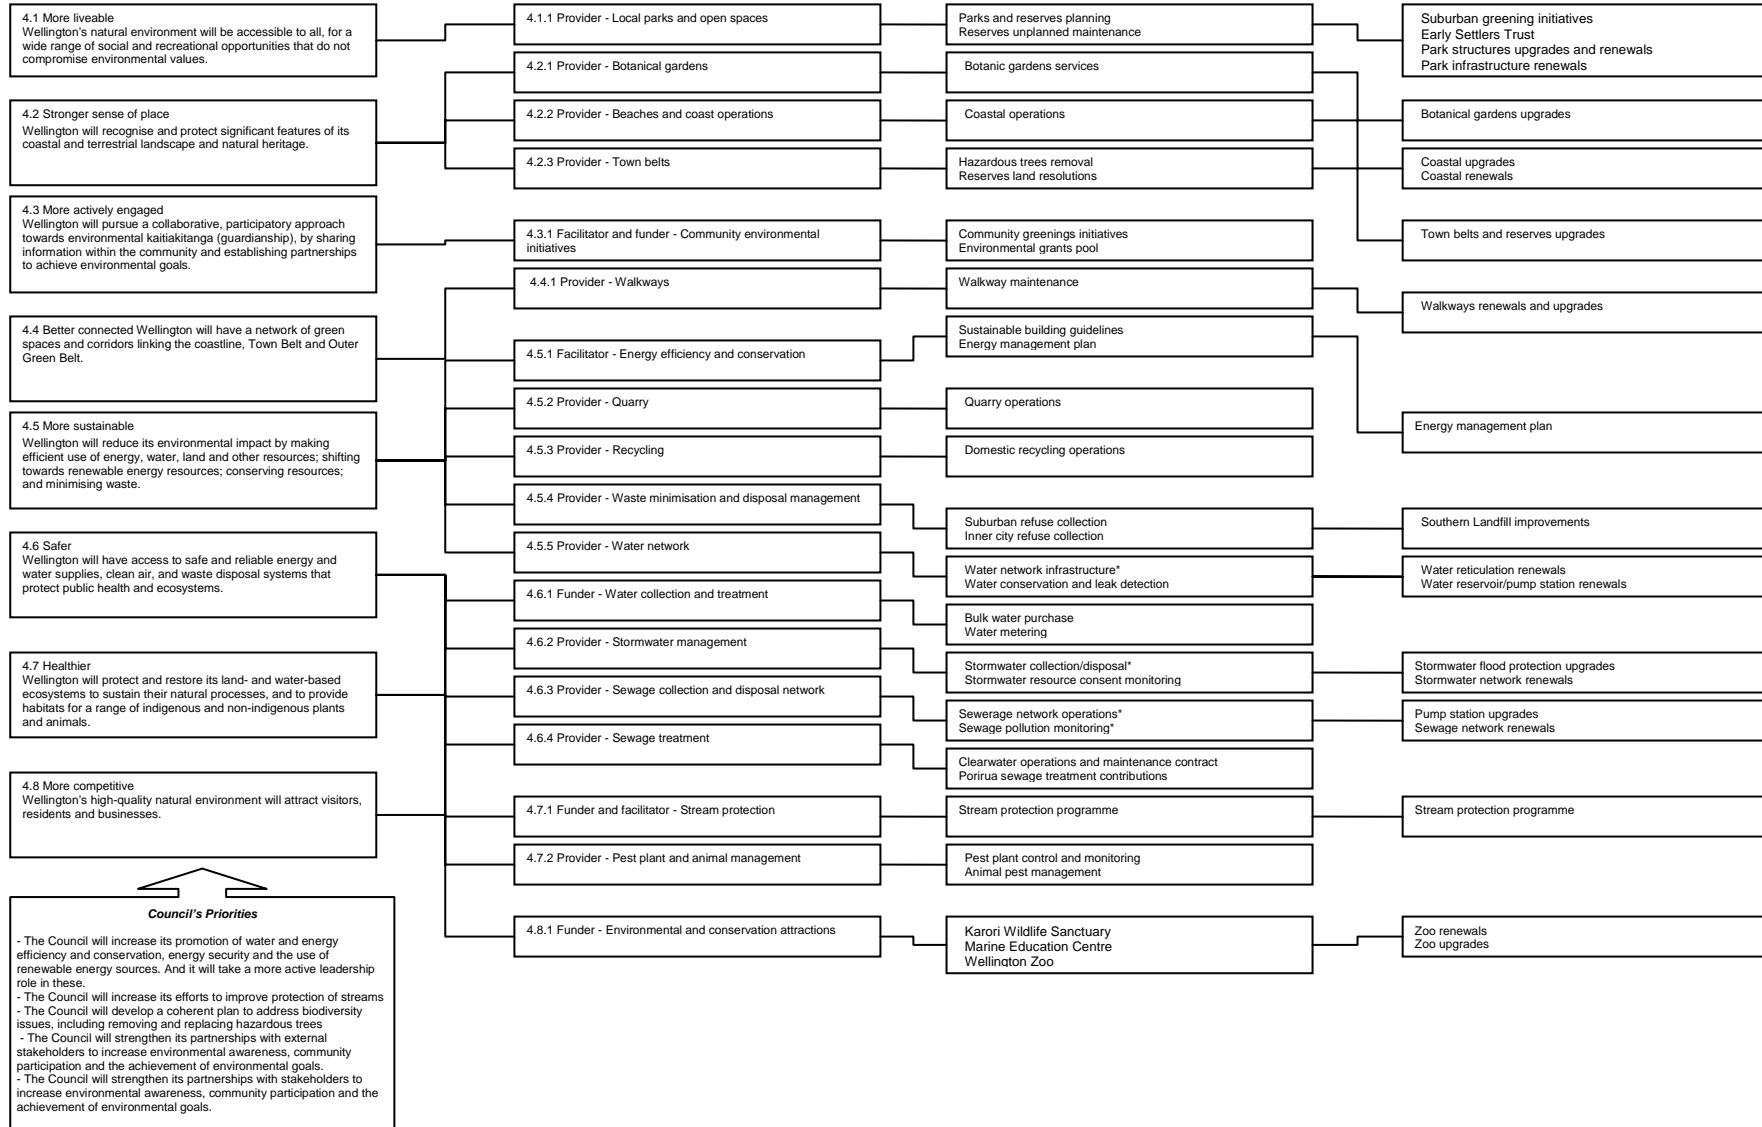 4.1 More liveable
Wellington's natural environment will be accessible to all, for a
wide range of social and recreational opportunities that do not
compromise environmental values.
4.2 Stronger sense of place
Wellington will recognise and protect significant features of its
coastal and terrestrial landscape and natural heritage.
4.3 More actively engaged
Wellington will pursue a collaborative, participatory approach
towards environmental kaitiakitanga (guardianship), by sharing
information within the community and establishing partnerships
to achieve environmental goals.
4.4 Better connected Wellington will have a network of green
spaces and corridors linking the coastline, Town Belt and Outer
Green Belt.
4.5 More sustainable
Wellington will reduce its environmental impact by making
efficient use of energy, water, land and other resources; shifting
towards renewable energy resources; conserving resources;
and minimising waste.
4.6 Safer
Wellington will have access to safe and reliable energy and
water supplies, clean air, and waste disposal systems that
protect public health and ecosystems.
4.7 Healthier
Wellington will protect and restore its land- and water-based
ecosystems to sustain their natural processes, and to provide
habitats for a range of indigenous and non-indigenous plants
and animals.
4.8 More competitive
Wellington's high-quality natural environment will attract visitors,
residents and businesses.
Council's Priorities
- The Council will increase its promotion of water and energy
efficiency and conservation, energy security and the use of
renewable energy sources. And it will take a more active leadership
role in these.
- The Council will increase its efforts to improve protection of streams
- The Council will develop a coherent plan to address biodiversity
issues, including removing and replacing hazardous trees
- The Council will strengthen its partnerships with external
stakeholders to increase environmental awareness, community
participation and the achievement of environmental goals.
- The Council will strengthen its partnerships with stakeholders to
increase environmental awareness, community participation and the
achievement of environmental goals.
4.1.1 Provider - Local parks and open spaces
4.2.1 Provider - Botanical gardens
4.2.2 Provider - Beaches and coast operations
4.2.3 Provider - Town belts
4.3.1 Facilitator and funder - Community environmental
initiatives
4.4.1 Provider - Walkways
4.5.1 Facilitator - Energy efficiency and conservation
4.5.2 Provider - Quarry
4.5.3 Provider - Recycling
4.5.4 Provider - Waste minimisation and disposal management
4.5.5 Provider - Water network
4.6.1 Funder - Water collection and treatment
4.6.2 Provider - Stormwater management
4.6.3 Provider - Sewage collection and disposal network
4.6.4 Provider - Sewage treatment
4.7.1 Funder and facilitator - Stream protection
4.7.2 Provider - Pest plant and animal management
4.8.1 Funder - Environmental and conservation attractions
Parks and reserves planning
Reserves unplanned maintenance
Botanic gardens services
Coastal operations
Hazardous trees removal
Reserves land resolutions
Community greenings initiatives
Environmental grants pool
Walkway maintenance
Sustainable building guidelines
Energy management plan
Quarry operations
Domestic recycling operations
Suburban refuse collection
Inner city refuse collection
Water network infrastructure*
Water conservation and leak detection
Bulk water purchase
Water metering
Stormwater collection/disposal*
Stormwater resource consent monitoring
Sewerage network operations*
Sewage pollution monitoring*
Clearwater operations and maintenance contract
Porirua sewage treatment contributions
Stream protection programme
Pest plant control and monitoring
Animal pest management
Karori Wildlife Sanctuary
Marine Education Centre
Wellington Zoo
Suburban greening initiatives
Early Settlers Trust
Park structures upgrades and renewals
Park infrastructure renewals
Botanical gardens upgrades
Coastal upgrades
Coastal renewals
Town belts and reserves upgrades
Walkways renewals and upgrades
Energy management plan
Southern Landfill improvements
Water reticulation renewals
Water reservoir/pump station renewals
Stormwater flood protection upgrades
Stormwater network renewals
Pump station upgrades
Sewage network renewals
Stream protection programme
Zoo renewals
Zoo upgrades